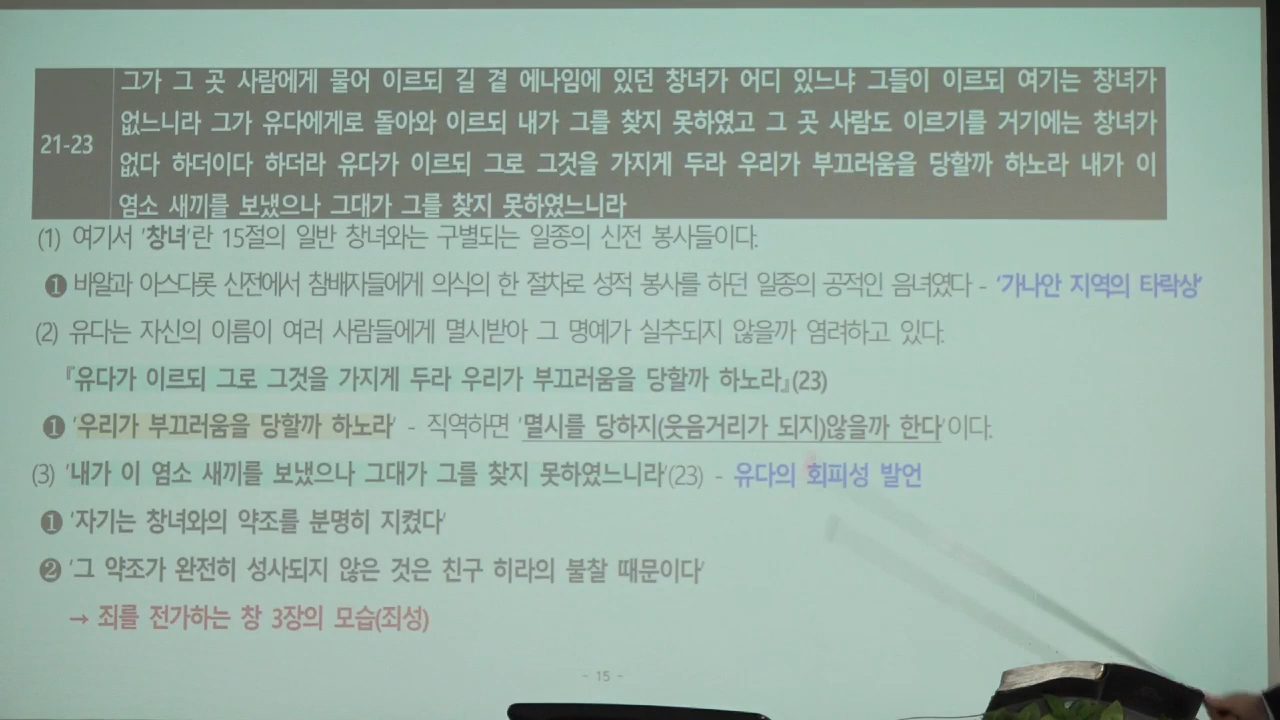 21-23
그가 그 곳 사람에게 물어 이르되 길 곁 에나임에 있던 창녀가 어디 있느냐 그들이 이르되 여기는 창녀가
없느니라 그가 유다에게로 돌아와 이르되 내가 그를 찾지 못하였고 그 곳 사람도 이르기를 거기에는 창녀가
없다 하더이다 하더라 유다가 이르되 그로 그것을 가지게 두라 우리가 부끄러움을 당할까 하노라 내가 이
염소 새끼를 보냈으나 그대가 그를 찾지 못하였느니라
(1) 여기서 '창녀'란 15절의 일반 창녀와는 구별되는 일종의 신전 봉사들이다.
❶ 바알과 아스다롯 신전에서 참배자들에게 의식의 한 절차로 성적 봉사를 하던 일종의 공적인 음녀였다 - '가나안 지역의 타락상'
(2) 유다는 자신의 이름이 여러 사람들에게 멸시받아 그 명예가 실추되지 않을까 염려하고 있다.
『유다가 이르되 그로 그것을 가지게 두라 우리가 부끄러움을 당할까 하노라』(23)
❶ '우리가 부끄러움을 당할까 하노라' - 직역하면 '멸시를 당하지(웃음거리가 되지)않을까 한다'이다.
(3) '내가 이 염소 새끼를 보냈으나 그대가 그를 찾지 못하였느니라'(23) - 유다의 회피성 발언
❶ '자기는 창녀와의 약조를 분명히 지켰다'
❷ '그 약조가 완전히 성사되지 않은 것은 친구 히라의 불찰 때문이다'
→ 죄를 전가하는 창 3장의 모습(죄성)
- 15 -